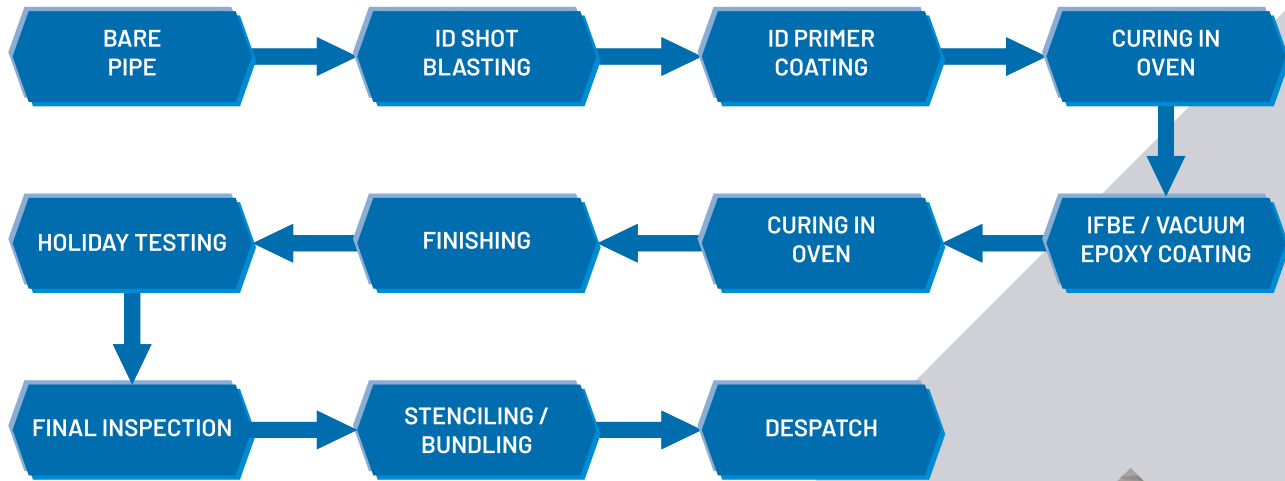 BARE
PIPE
ID SHOT
BLASTING
ID PRIMER
COATING
CURING IN
OVEN
IFBE / VACUUM
EPOXY COATING
CURING IN
OVEN
FINISHING
HOLIDAY TESTING
FINAL INSPECTION
STENCILING /
BUNDLING
DESPATCH